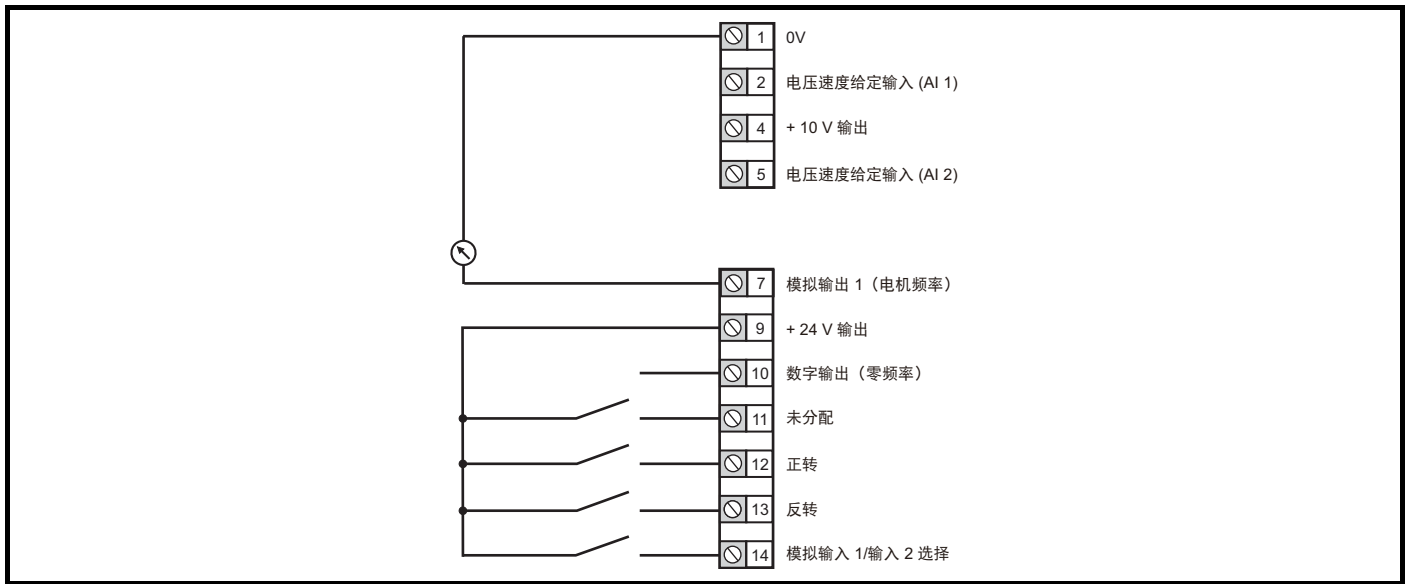 1 0V
2 电压速度给定输入 (AI 1)
4 + 10 V 输出
5 电压速度给定输入 (AI 2)
7 模拟输出 1（电机频率）
9 + 24 V 输出
10 数字输出（零频率）
11 未分配
12 正转
13 反转
14 模拟输入 1/输入 2 选择